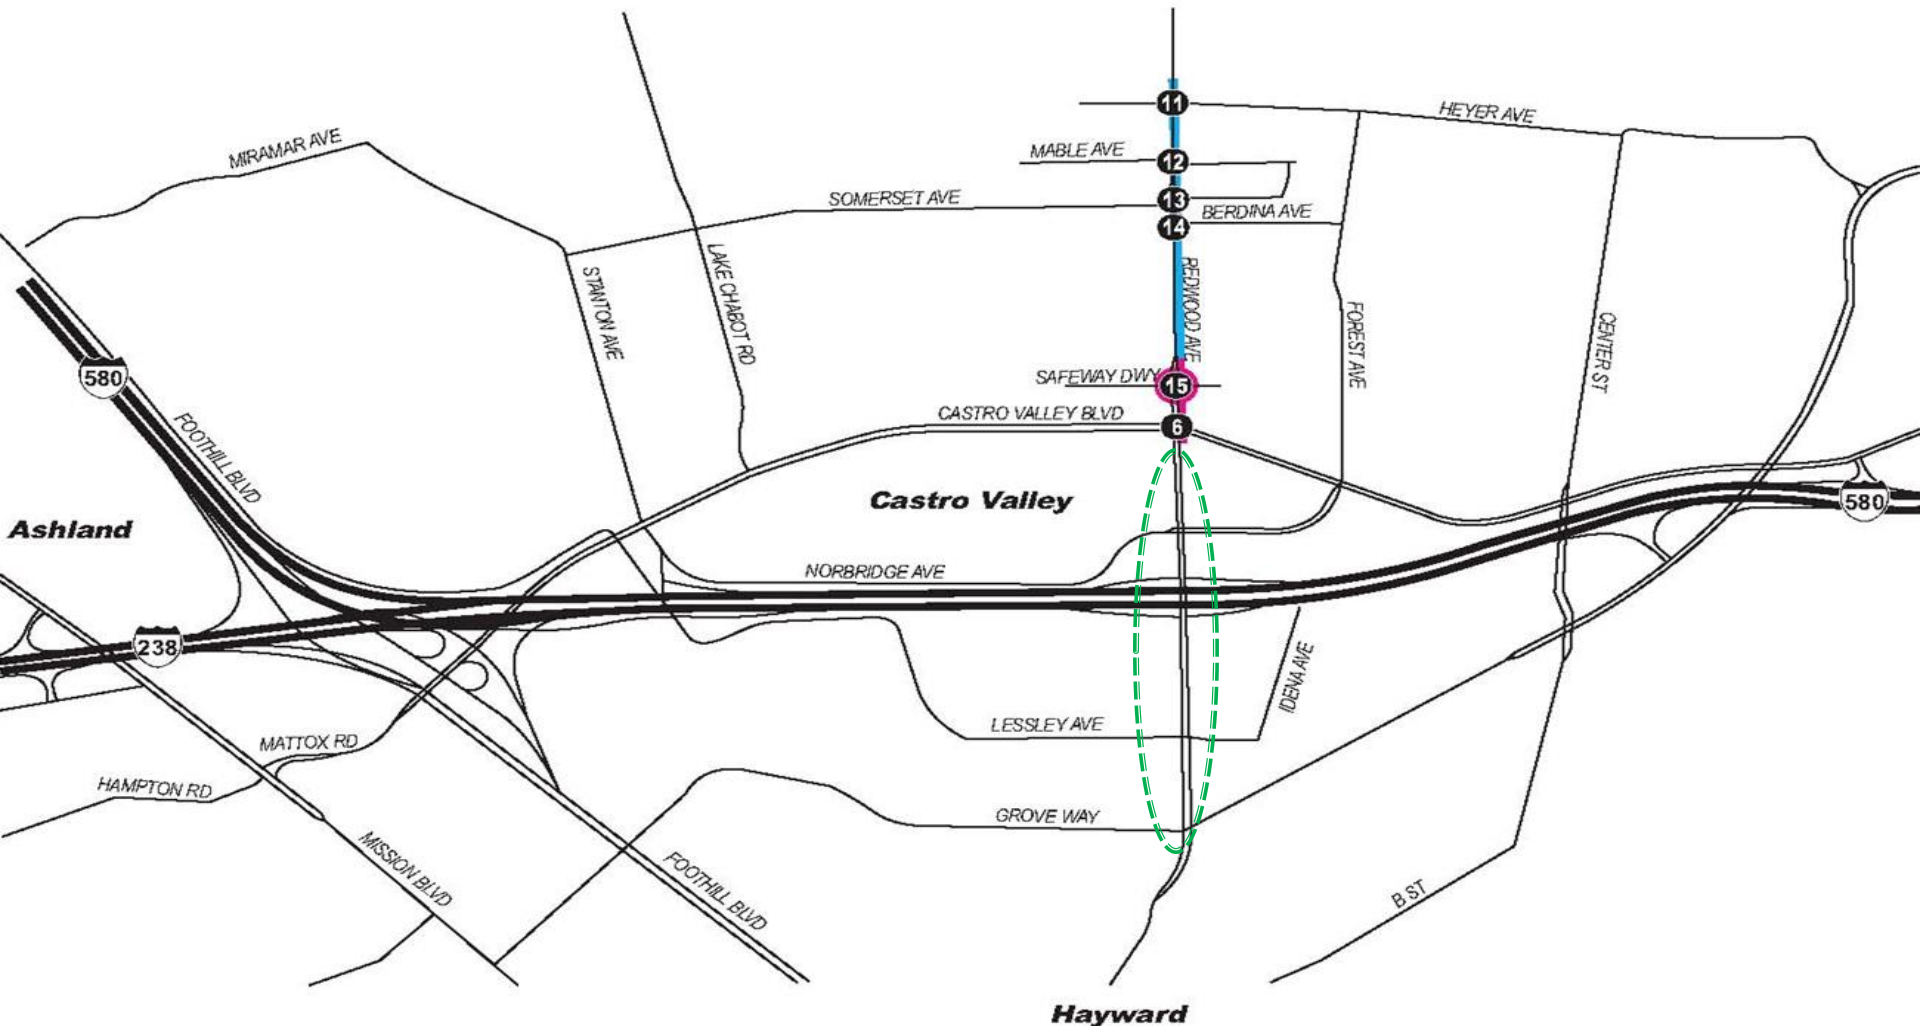 11
HEYER AVE
MIRAMAR AVE
MABLE AVE
12
SOMERSET AVE
13
BERDINA AVE
14
STANTON AVE
LAKE CHABOT RD
REDWOOD AVE
FOREST AVE
CENTER ST
580
SAFEWAY DWY
15
FOOTHILL BLVD
CASTRO VALLEY BLVD
6
Castro Valley
580
Ashland
NORBRIDGE AVE
238
IDENA AVE
LESSLEY AVE
MATTOX RD
HAMPTON RD
GROVE WAY
MISSION BLVD
FOOTHILL BLVD
B ST
Hayward